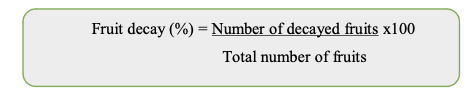 Fruit decay (%) = Number of decayed fruits x100
Total number of fruits